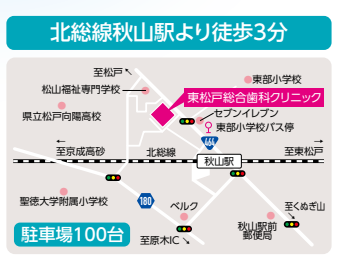 北総線秋山駅より徒歩3分
至松戸
松山福祉専門学校
東部小学校
東松戸総合歯科クリニック
県立松戸向陽高校
セブンイレブン
東部小学校バス停
464
至京成高砂
北総線
秋山駅
至東松戸
聖徳大学附属小学校
180
ベルク
至くぬぎ山
秋山駅前
郵便局
駐車場100台
至原木IC